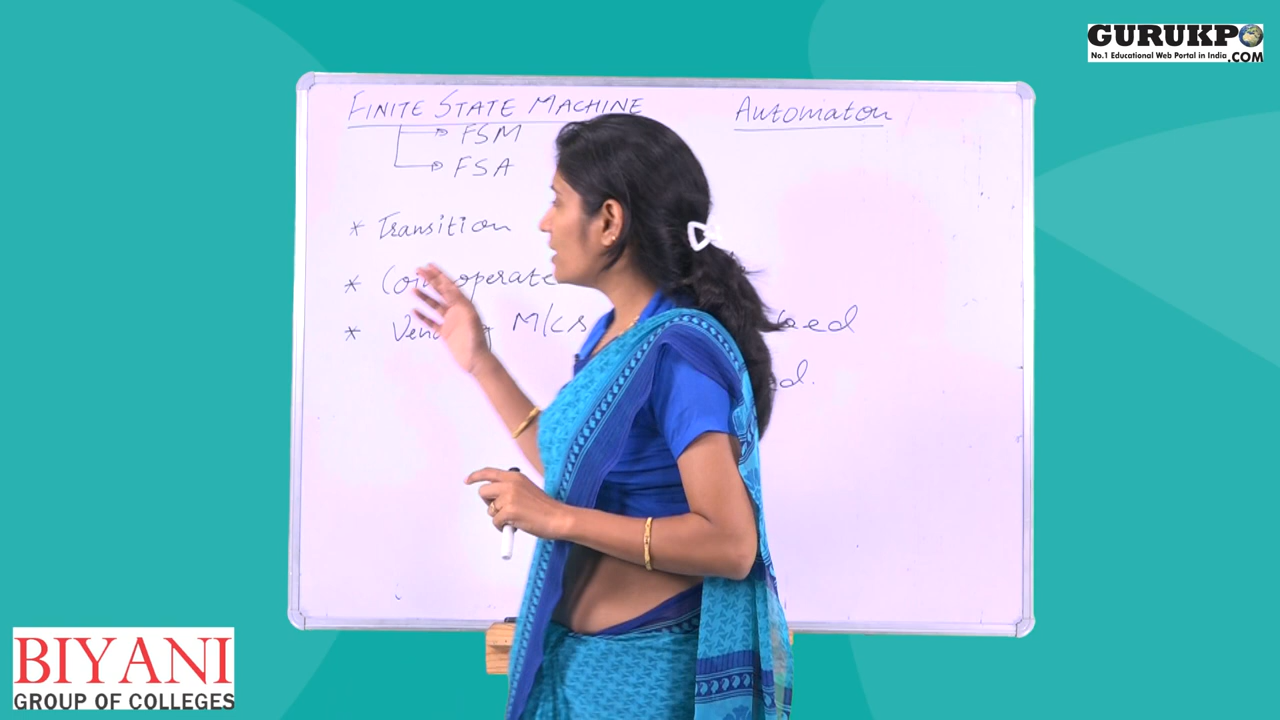 GURUKPO
No.1 Educational Web Portal in India .COM
FINITE STATE MACHINE
Automaton
FSM
FSA
* Transition
* operate
* M/cs
BIYANI
GROUP OF COLLEGES